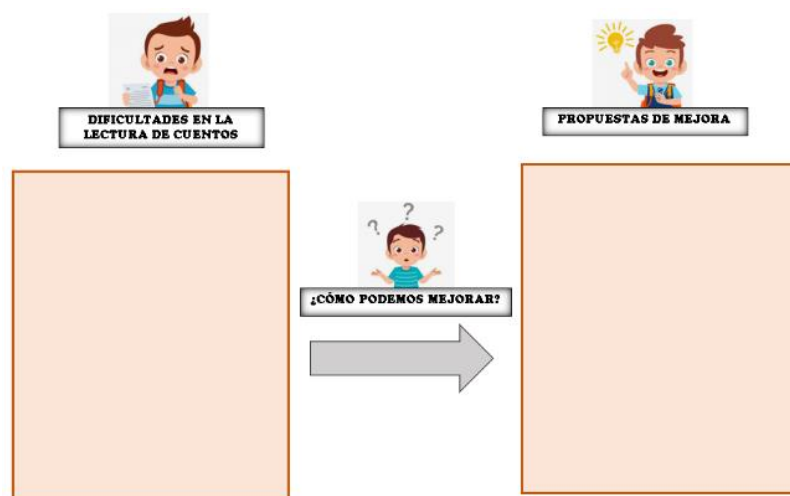 DIFICULTADES EN LA
LECTURA DE CUENTOS
PROPUESTAS DE MEJORA
¿CÓMO PODEMOS MEJORAR?
? ? ?